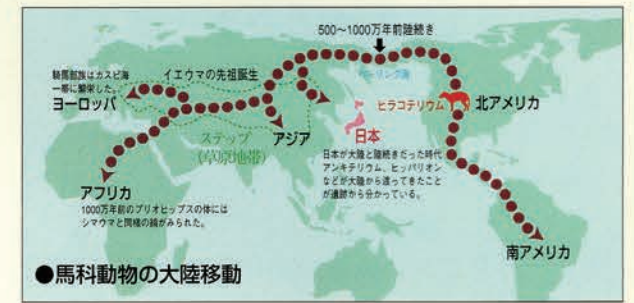 500〜1000万年前陸続き
騎馬部族はカスピ海
一帯に繁栄した。
イエウマの先祖誕生
ベーリング海
ヨーロッパ
ヒラコテリウム
北アメリカ
ステップ
(草原地帯)
アジア
日本
日本が大陸と陸続きだった時代
アンキテリウム、ヒッパリオン
などが大陸から渡ってきたこと
が遺跡から分かっている。
アフリカ
1000万年前のプリオヒップスの体には
シマウマと同様の縞がみられた。
南アメリカ
●馬科動物の大陸移動